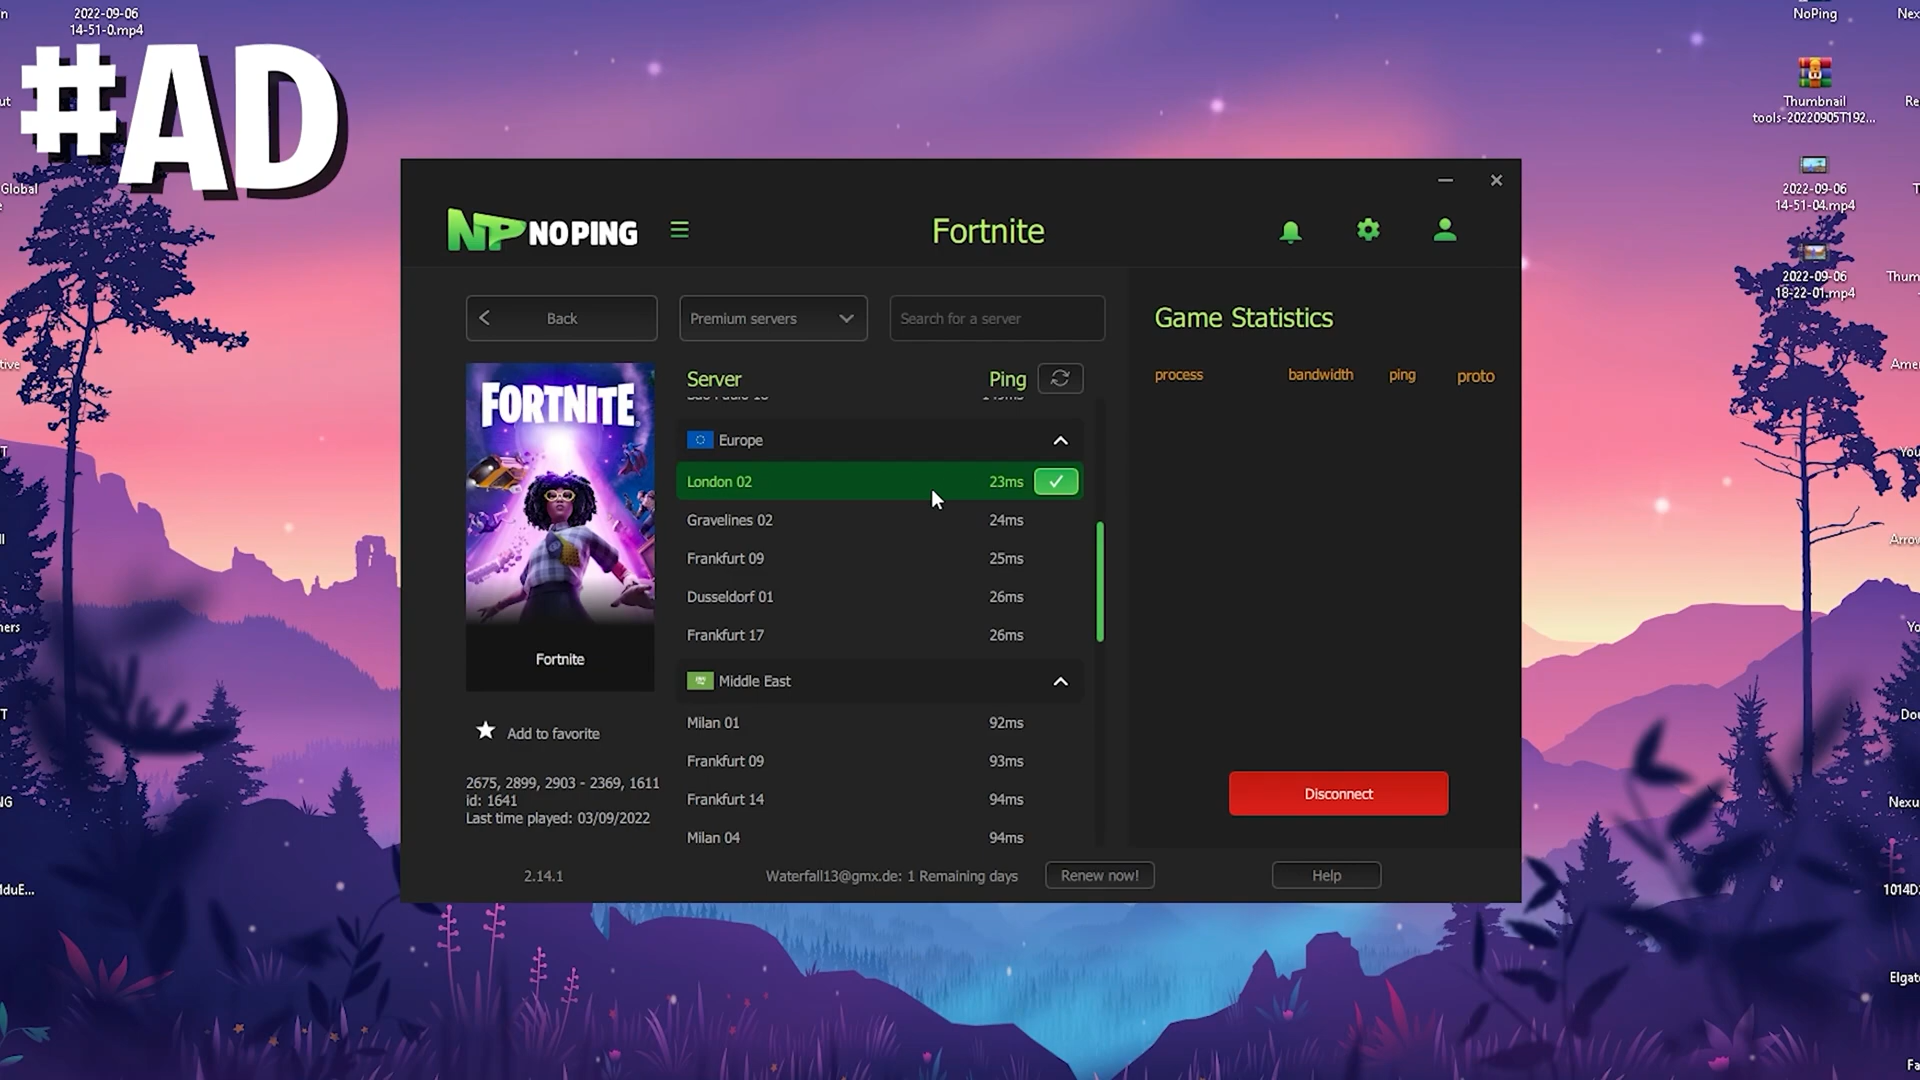 2022-09-06
14-51-0.mp4
#AD
Global
NoPing
Thumbnail
tools-20220905T192...
2022-09-06
14-51-04.mp4
2022-09-06
18-22-01.mp4
NP NOPING
Fortnite
Back
Premium servers
Search for a server
Game Statistics
process bandwidth ping proto
FORTNITE
Fortnite
Add to favorite
2675, 2899, 2903 - 2369, 1611
id: 1641
Last time played: 03/09/2022
Server Ping
Europe
London 02 23ms
Gravelines 02 24ms
Frankfurt 09 25ms
Dusseldorf 01 26ms
Frankfurt 17 26ms
Middle East
Milan 01 92ms
Frankfurt 09 93ms
Frankfurt 14 94ms
Milan 04 94ms
Disconnect
2.14.1
Waterfall13@gmx.de: 1 Remaining days
Renew now!
Help